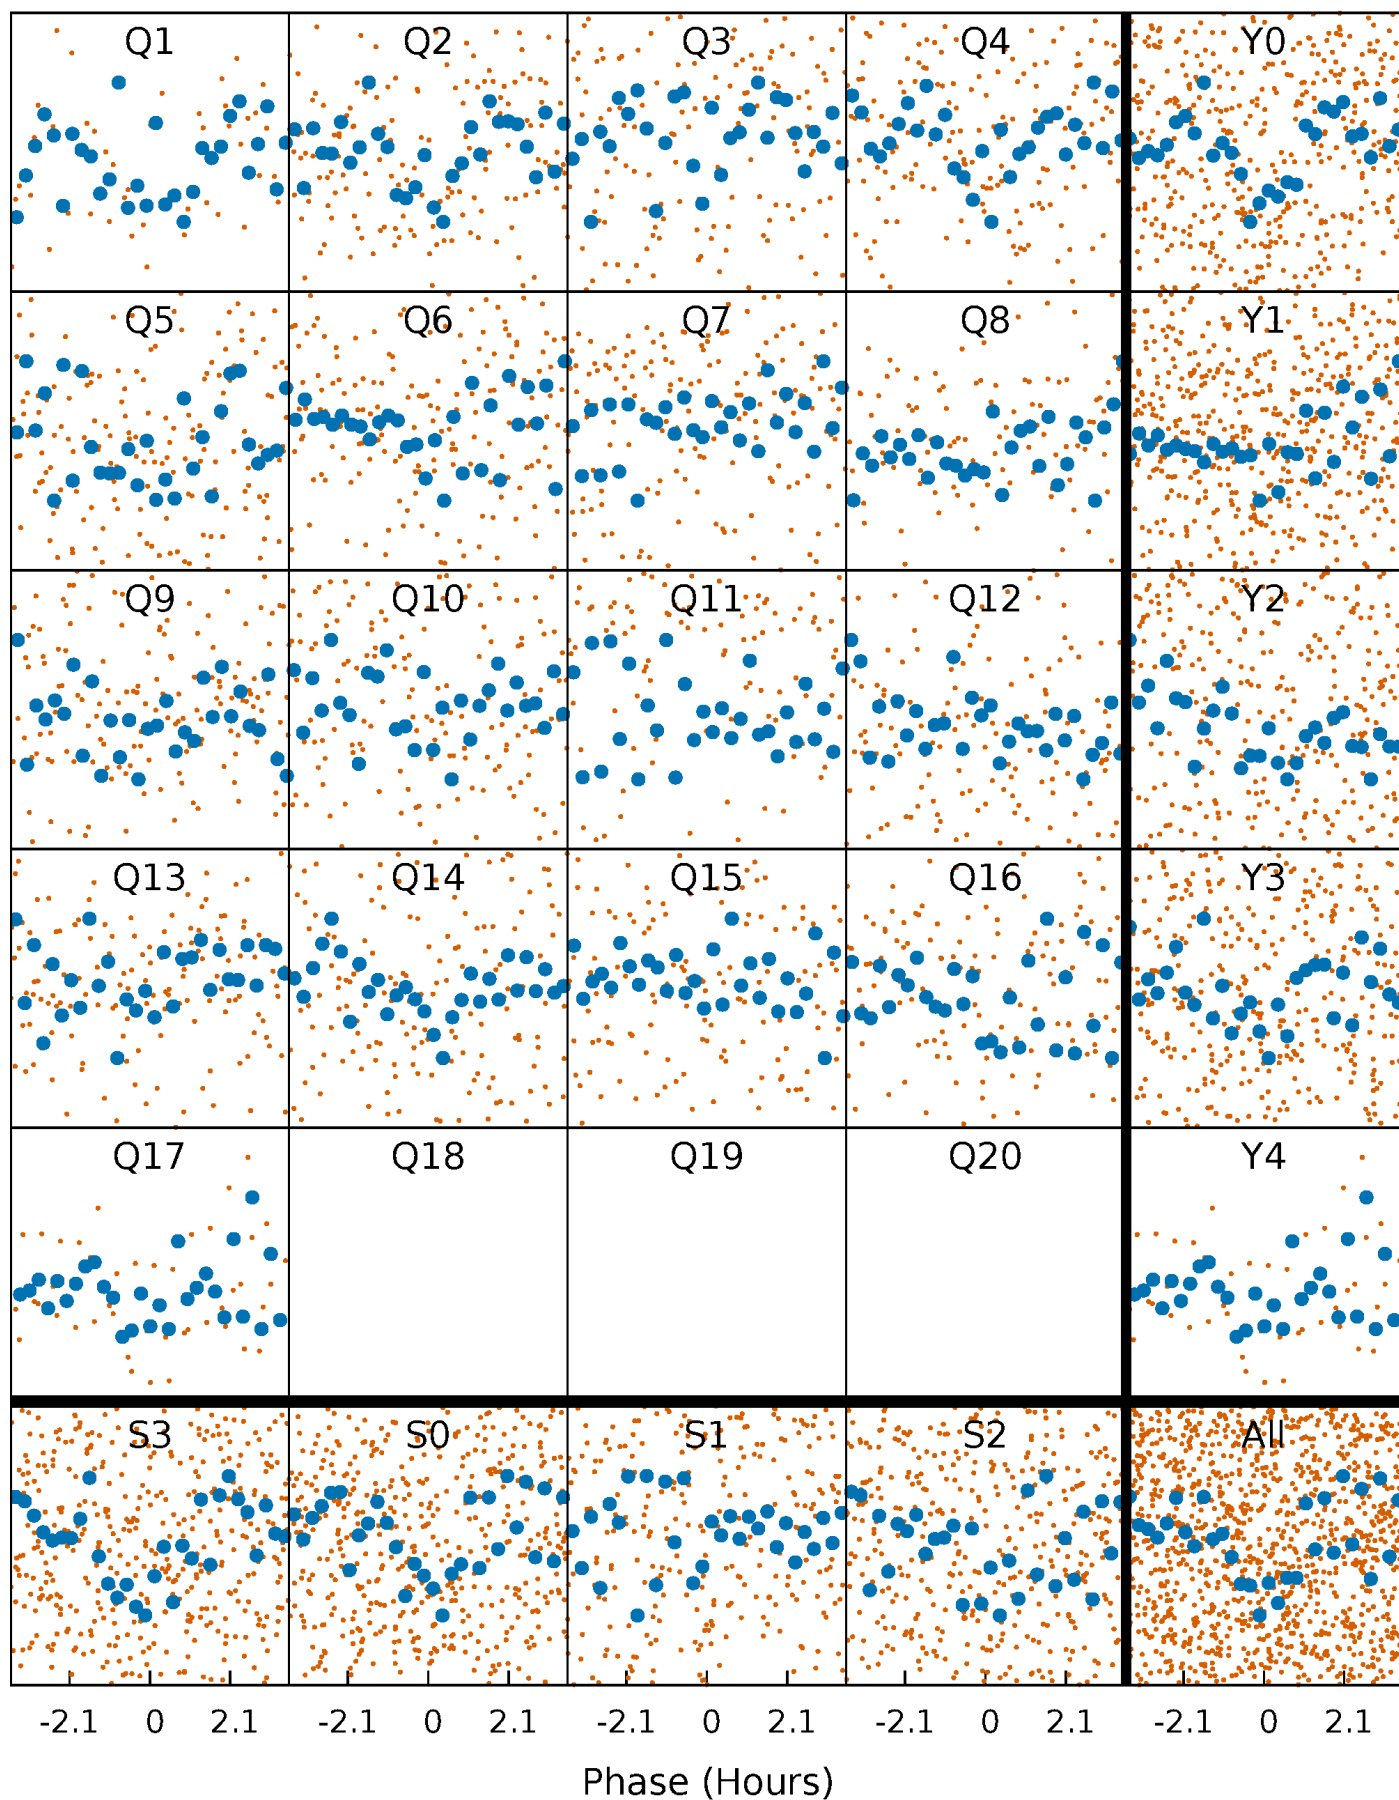 Q1 Q2 Q3 Q4 Y0
Q5 Q6 Q7 Q8 Y1
Q9 Q10 Q11 Q12 Y2
Q13 Q14 Q15 Q16 Y3
Q17 Q18 Q19 Q20 Y4
S3 S0 S1 S2 All
-2.1 0 2.1 -2.1 0 2.1 -2.1 0 2.1 -2.1 0 2.1 -2.1 0 2.1
Phase (Hours)